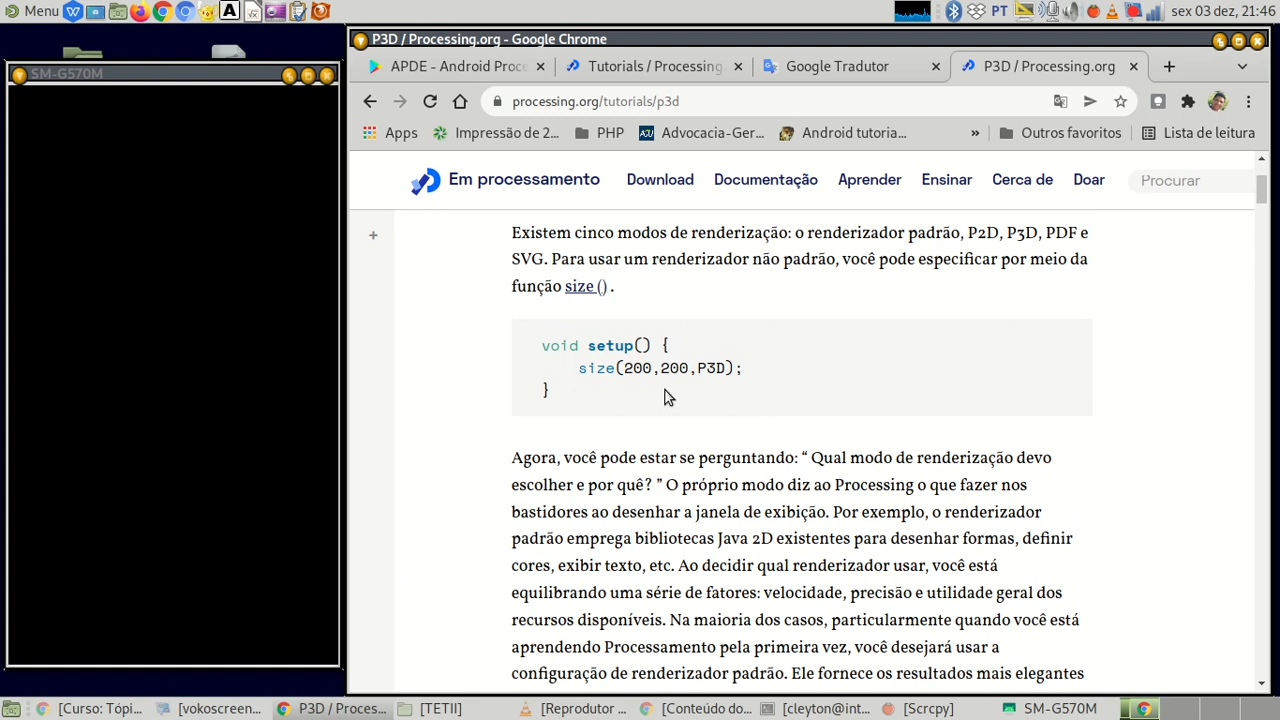 Menu
PT
sex 03 dez, 21:46
SM-G570M
P3D / Processing.org - Google Chrome
APDE - Android Proce
Tutorials / Processing
Google Tradutor
P3D / Processing.org
processing.org/tutorials/p3d
Apps
Impressão de 2...
PHP
Advocacia-Ger...
Android tutoria...
»
Outros favoritos
Lista de leitura
Em processamento
Download
Documentação
Aprender
Ensinar
Cerca de
Doar
Procurar
+
Existem cinco modos de renderização: o renderizador padrão, P2D, P3D, PDF e
SVG. Para usar um renderizador não padrão, você pode especificar por meio da
função size () .
void setup() {
size(200,200,P3D);
}
Agora, você pode estar se perguntando: “ Qual modo de renderização devo
escolher e por quê? ” O próprio modo diz ao Processing o que fazer nos
bastidores ao desenhar a janela de exibição. Por exemplo, o renderizador
padrão emprega bibliotecas Java 2D existentes para desenhar formas, definir
cores, exibir texto, etc. Ao decidir qual renderizador usar, você está
equilibrando uma série de fatores: velocidade, precisão e utilidade geral dos
recursos disponíveis. Na maioria dos casos, particularmente quando você está
aprendendo Processamento pela primeira vez, você desejará usar a
configuração de renderizador padrão. Ele fornece os resultados mais elegantes
[Curso: Tópi...
[vokoscreen...
P3D / Proces...
[TETII]
[Reprodutor ...
[Conteúdo do...
[cleyton@int...
[Scrcpy]
SM-G570M